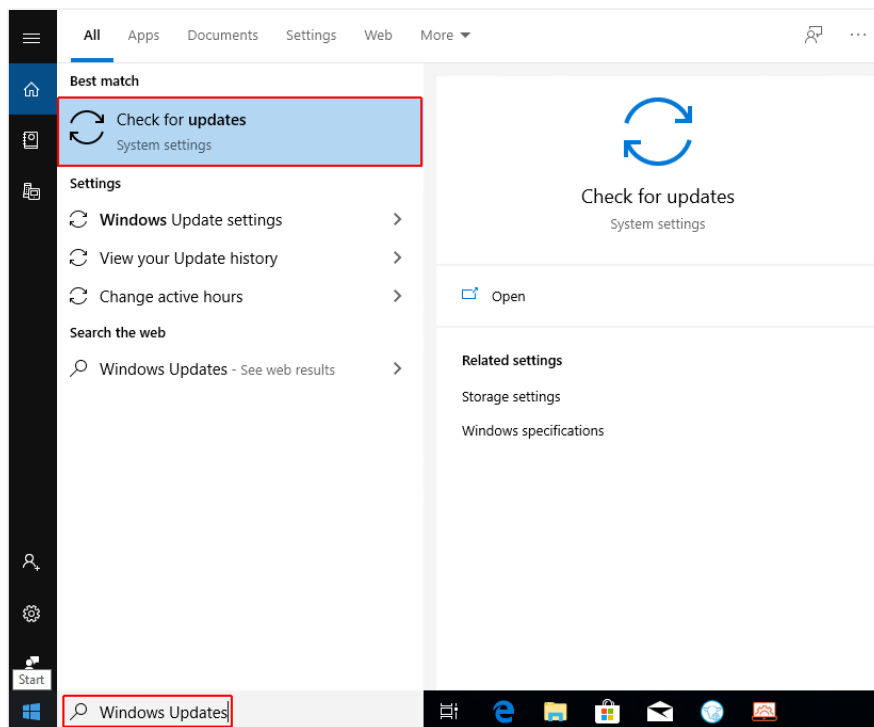 All Apps Documents Settings Web More
Best match
Check for updates
System settings
Settings
Windows Update settings
View your Update history
Change active hours
Search the web
Windows Updates - See web results
Check for updates
System settings
Open
Related settings
Storage settings
Windows specifications
Start
Windows Updates